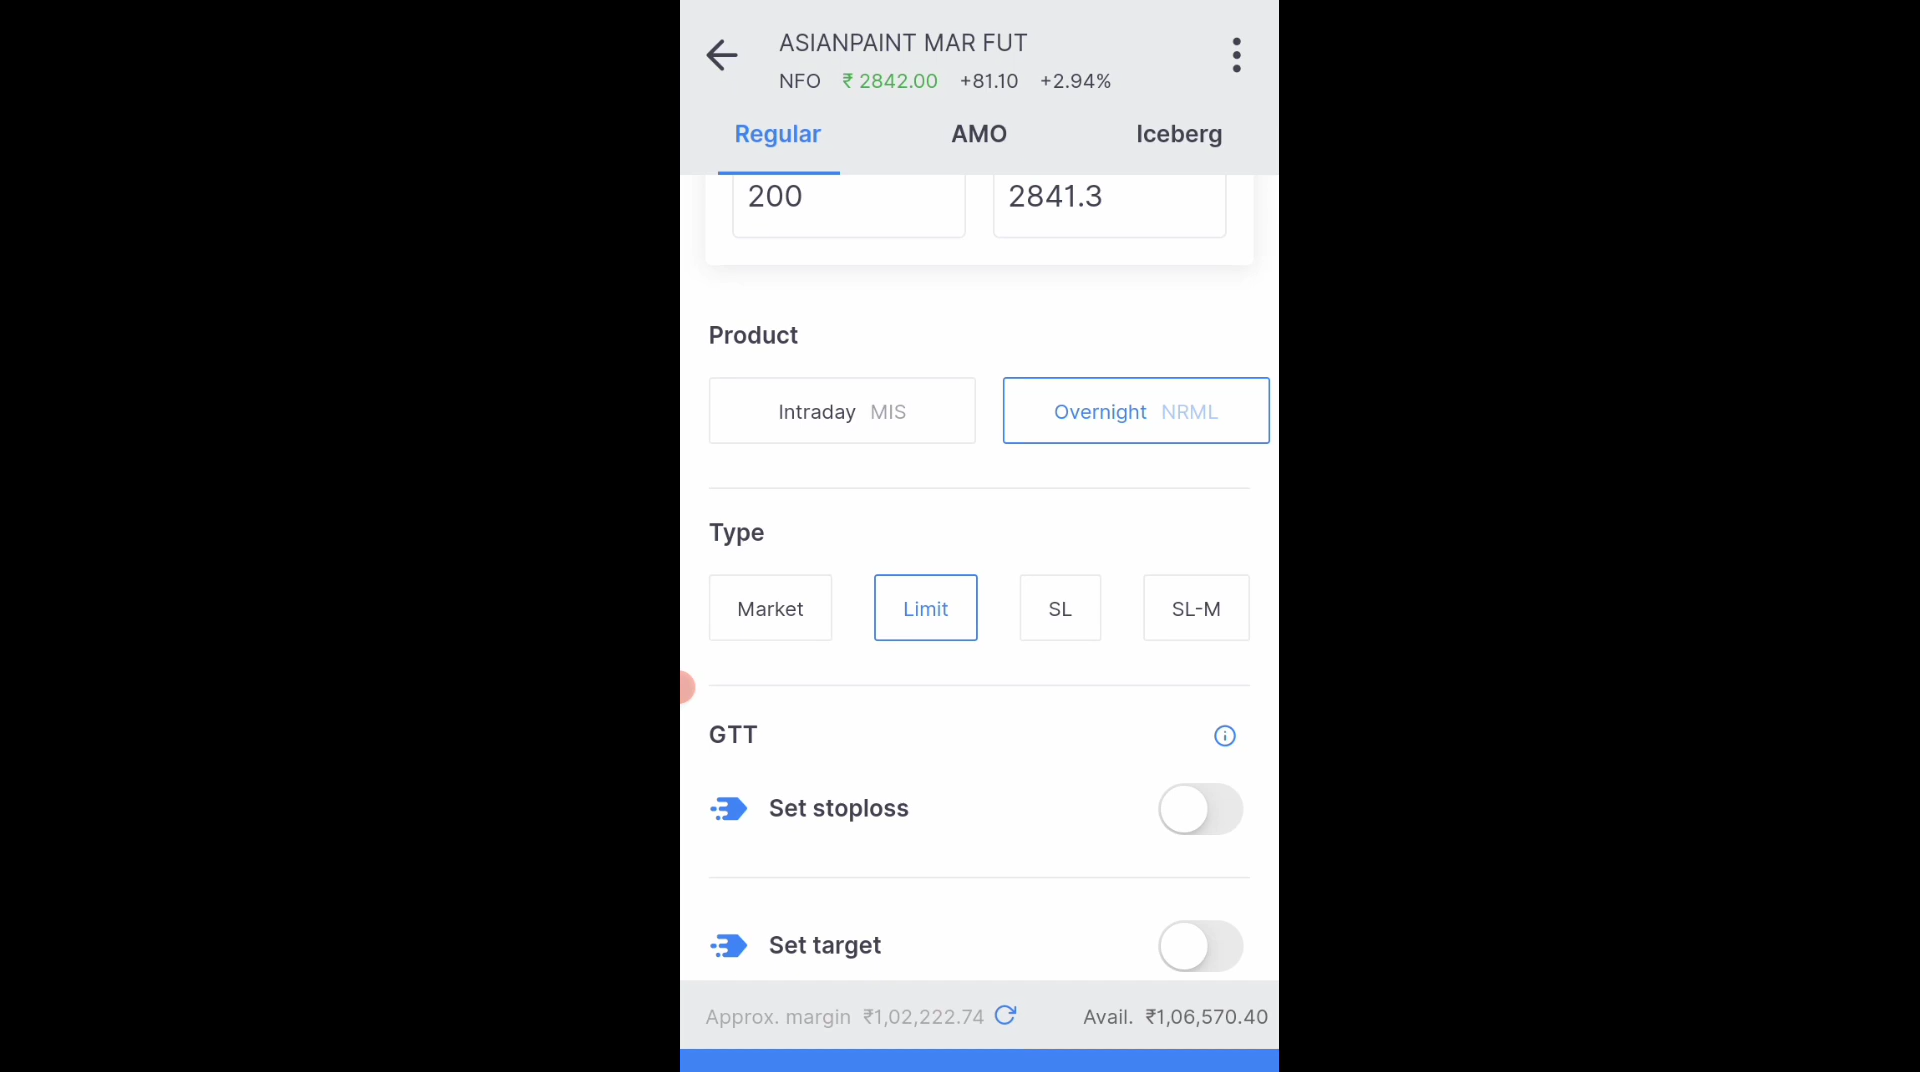 ASIANPAINT MAR FUT
NFO ₹ 2842.00 +81.10 +2.94%
Regular AMO Iceberg
200 2841.3
Product
Intraday MIS Overnight NRML
Type
Market Limit SL SL-M
GTT
Set stoploss
Set target
Approx. margin ₹1,02,222.74 Avail. ₹1,06,570.40